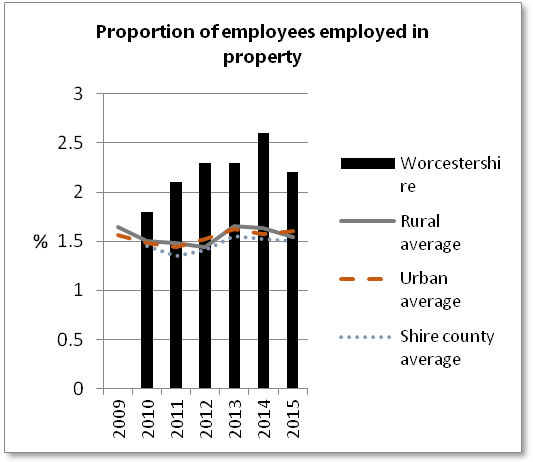 Proportion of employees employed in
property
3
2.5
2
1.5
1
0.5
0
%
2009
2010
2011
2012
2013
2014
2015
Worcestershi
re
Rural
average
Urban
average
Shire county
average